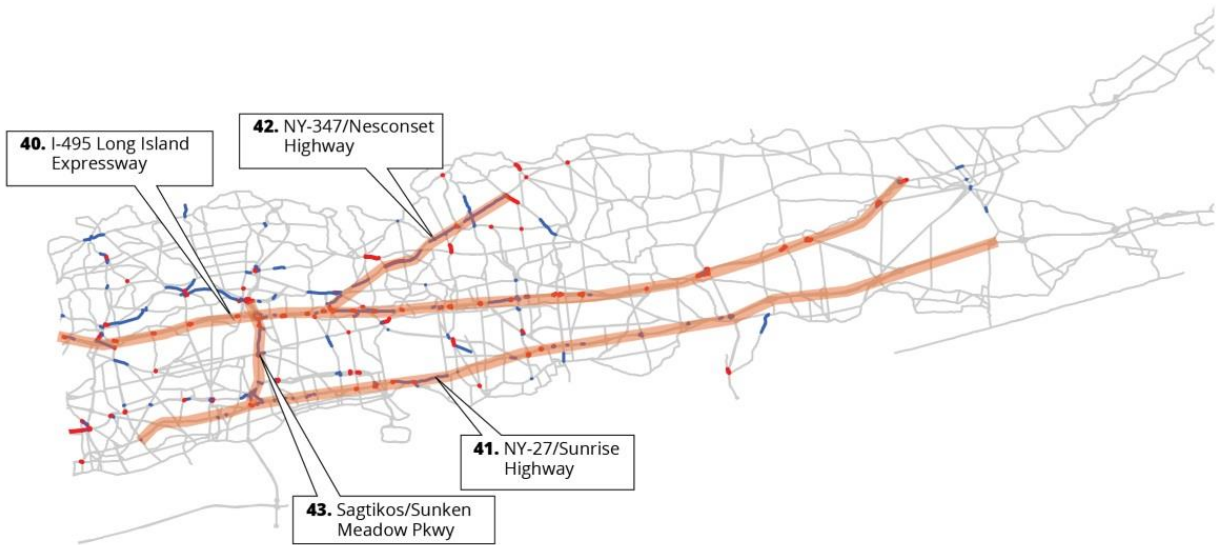 42. NY-347/Nesconset
Highway
40. I-495 Long Island
Expressway
41. NY-27/Sunrise
Highway
43. Sagtikos/Sunken
Meadow Pkwy